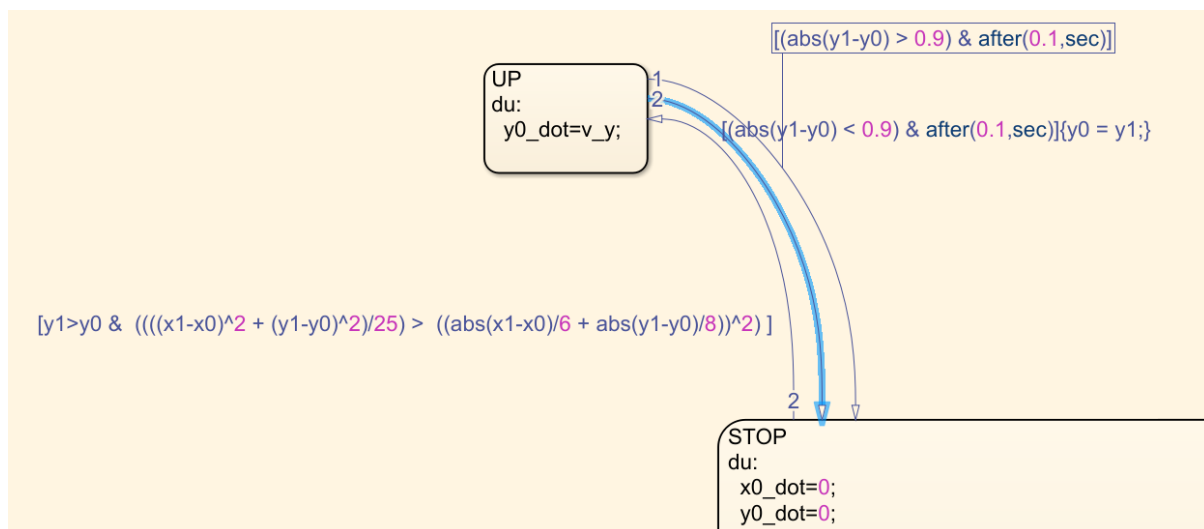 [(abs(y1-y0) > 0.9) & after(0.1,sec)]
UP
1
du:
2
y0_dot=v_y;
[(abs(y1-y0) < 0.9) & after(0.1,sec)]{y0 = y1;}
[y1>y0 &  ((((x1-x0)^2 + (y1-y0)^2)/25) >  ((abs(x1-x0)/6 + abs(y1-y0)/8))^2) ]
2
STOP
du:
x0_dot=0;
y0_dot=0;